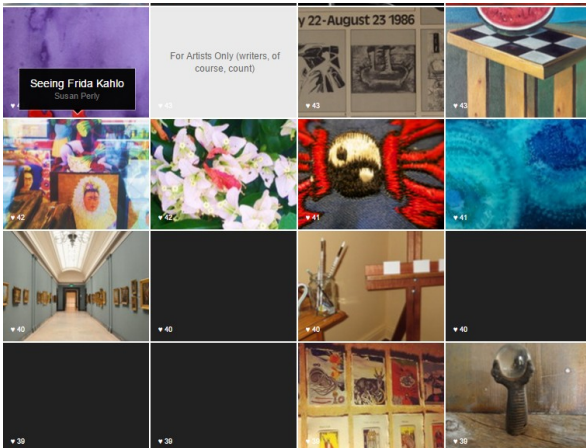 Seeing Frida Kahlo
Susan Perly
For Artists Only (writers, of
course, count)
y 22-August 23 1986
♥ 43
♥ 43
♥ 43
♥ 42
♥ 42
♥ 41
♥ 41
♥ 40
♥ 40
♥ 40
♥ 40
♥ 39
♥ 39
♥ 39